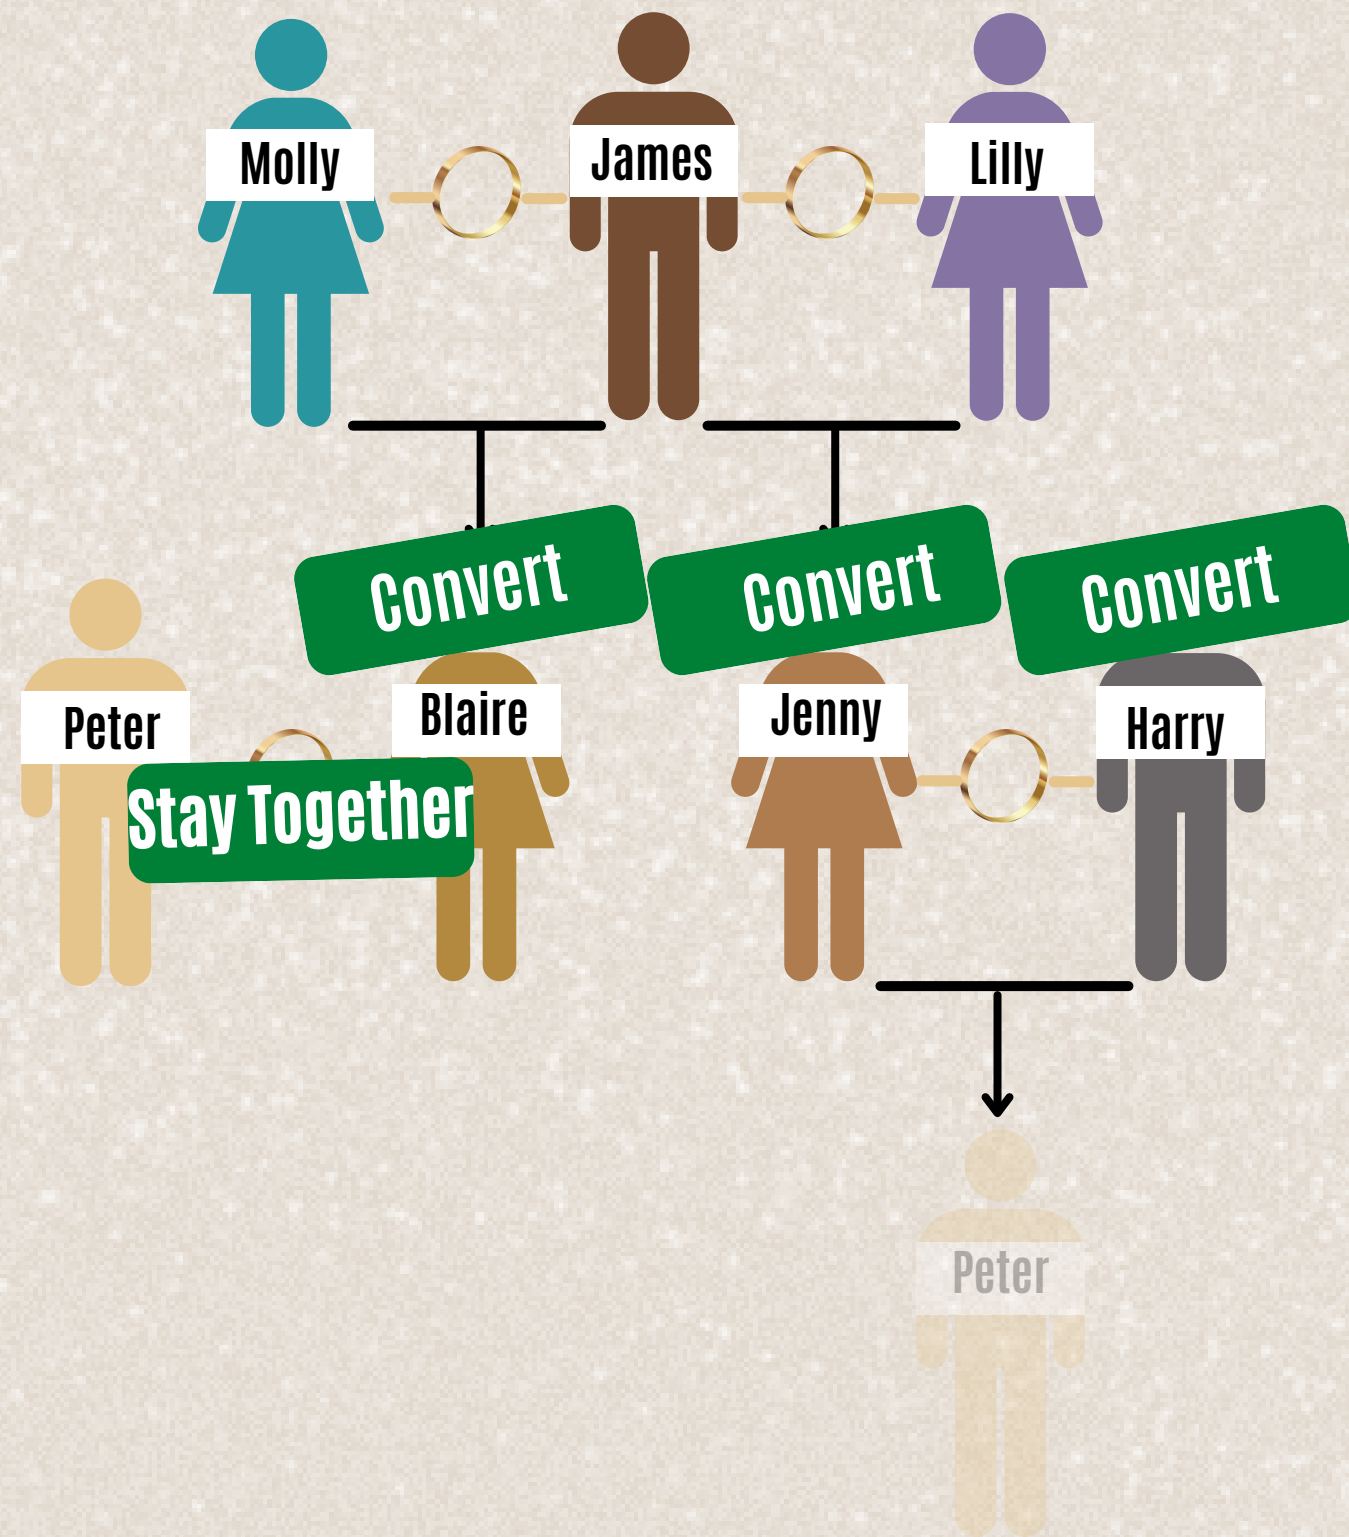 Molly
James
Lilly
Convert
Convert
Convert
Peter
Blaire
Jenny
Harry
Stay Together
Peter